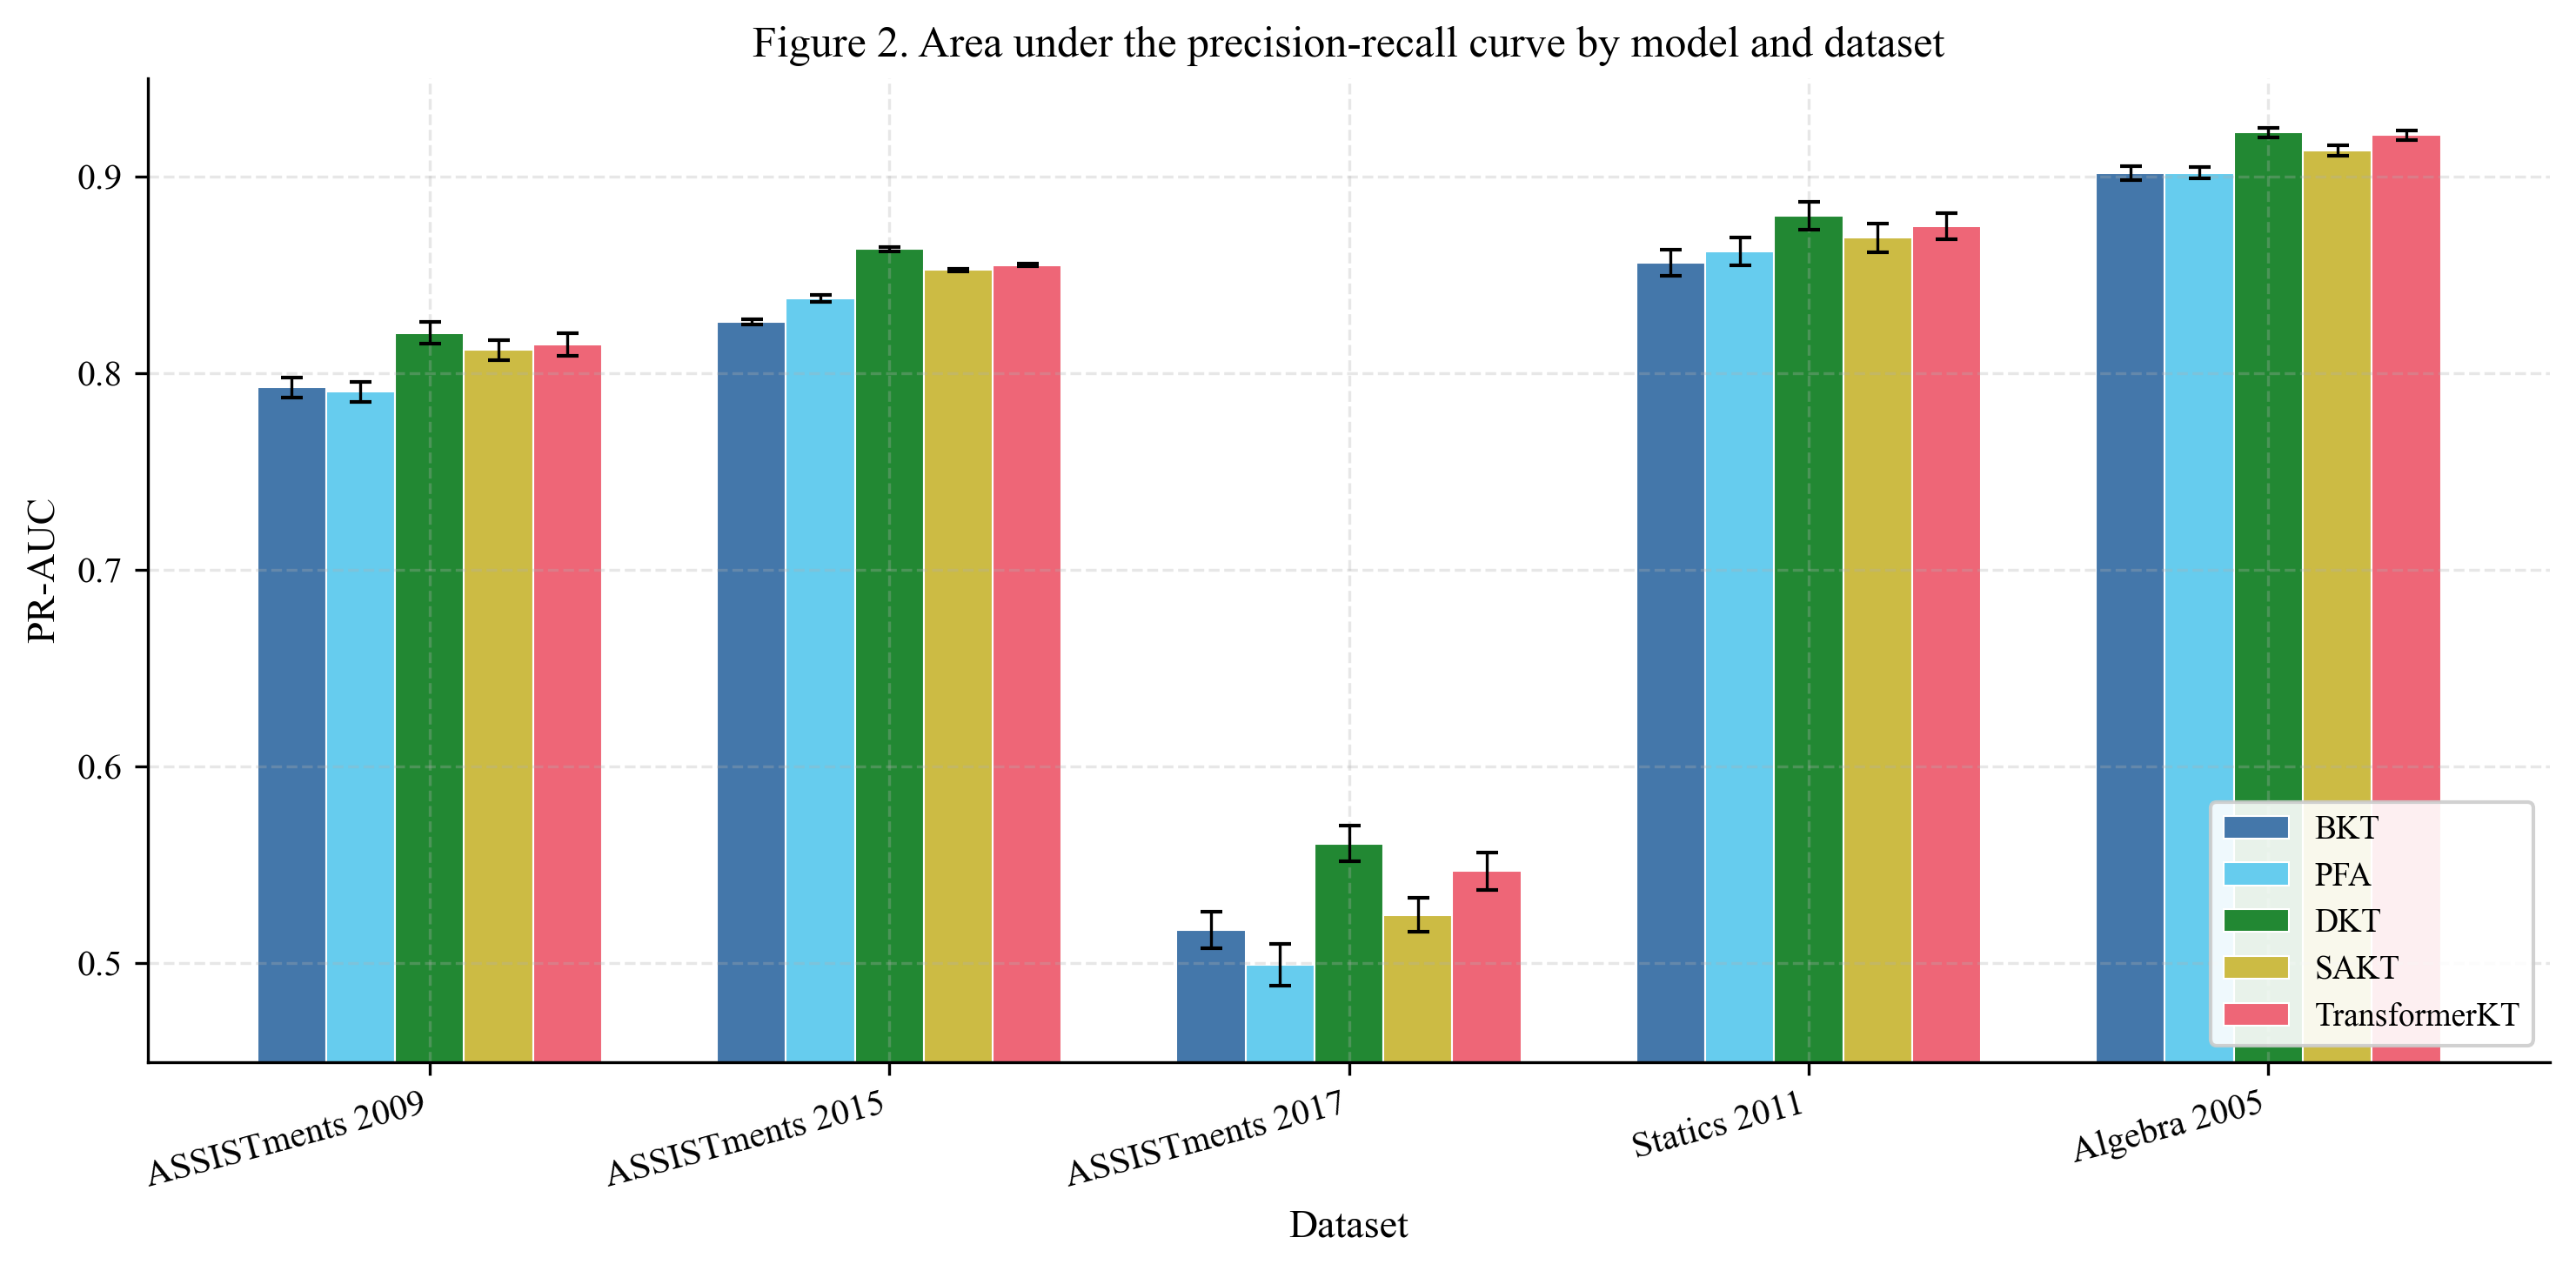 Figure 2. Area under the precision-recall curve by model and dataset
PR-AUC
0.9
0.8
0.7
0.6
0.5
ASSISTments 2009
ASSISTments 2015
ASSISTments 2017
Statics 2011
Algebra 2005
Dataset
BKT
PFA
DKT
SAKT
TransformerKT